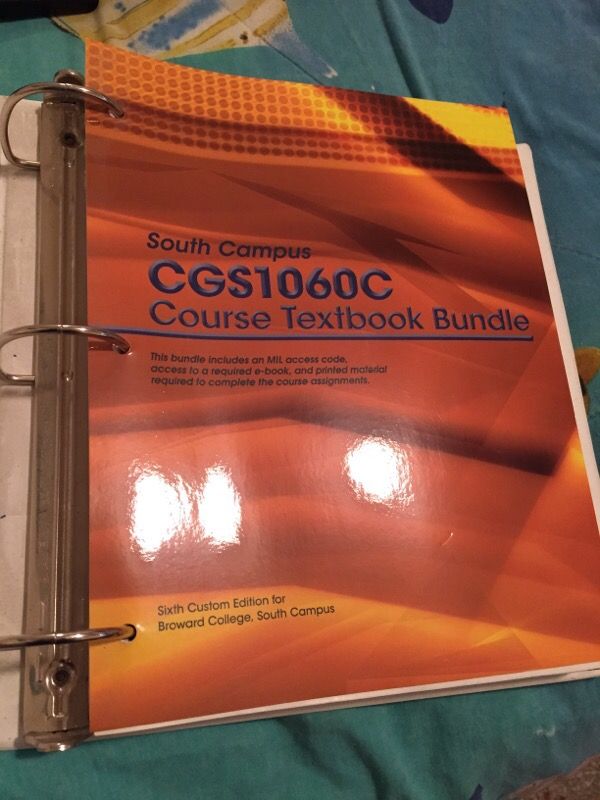 South Campus
CGS1060C
Course Textbook Bundle
This bundle includes an MIL access code,
access to a required e-book, and printed material
required to complete the course assignments.
Sixth Custom Edition for
Broward College, South Campus